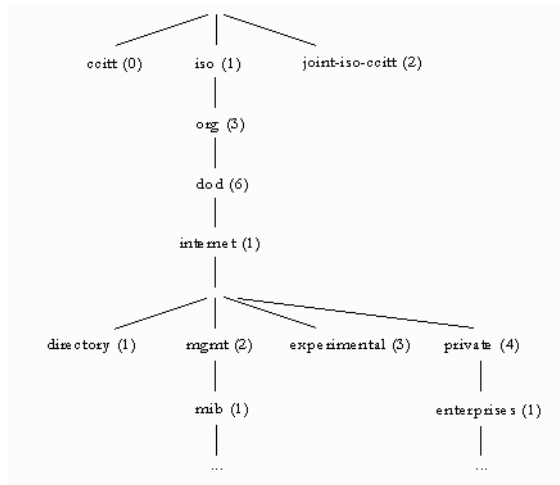 ccitt (0) iso (1) joint-iso-ccitt (2)
org (3)
dod (6)
internet (1)
directory (1) mgmt (2) experimental (3) private (4)
mib (1) enterprises (1)
... ...